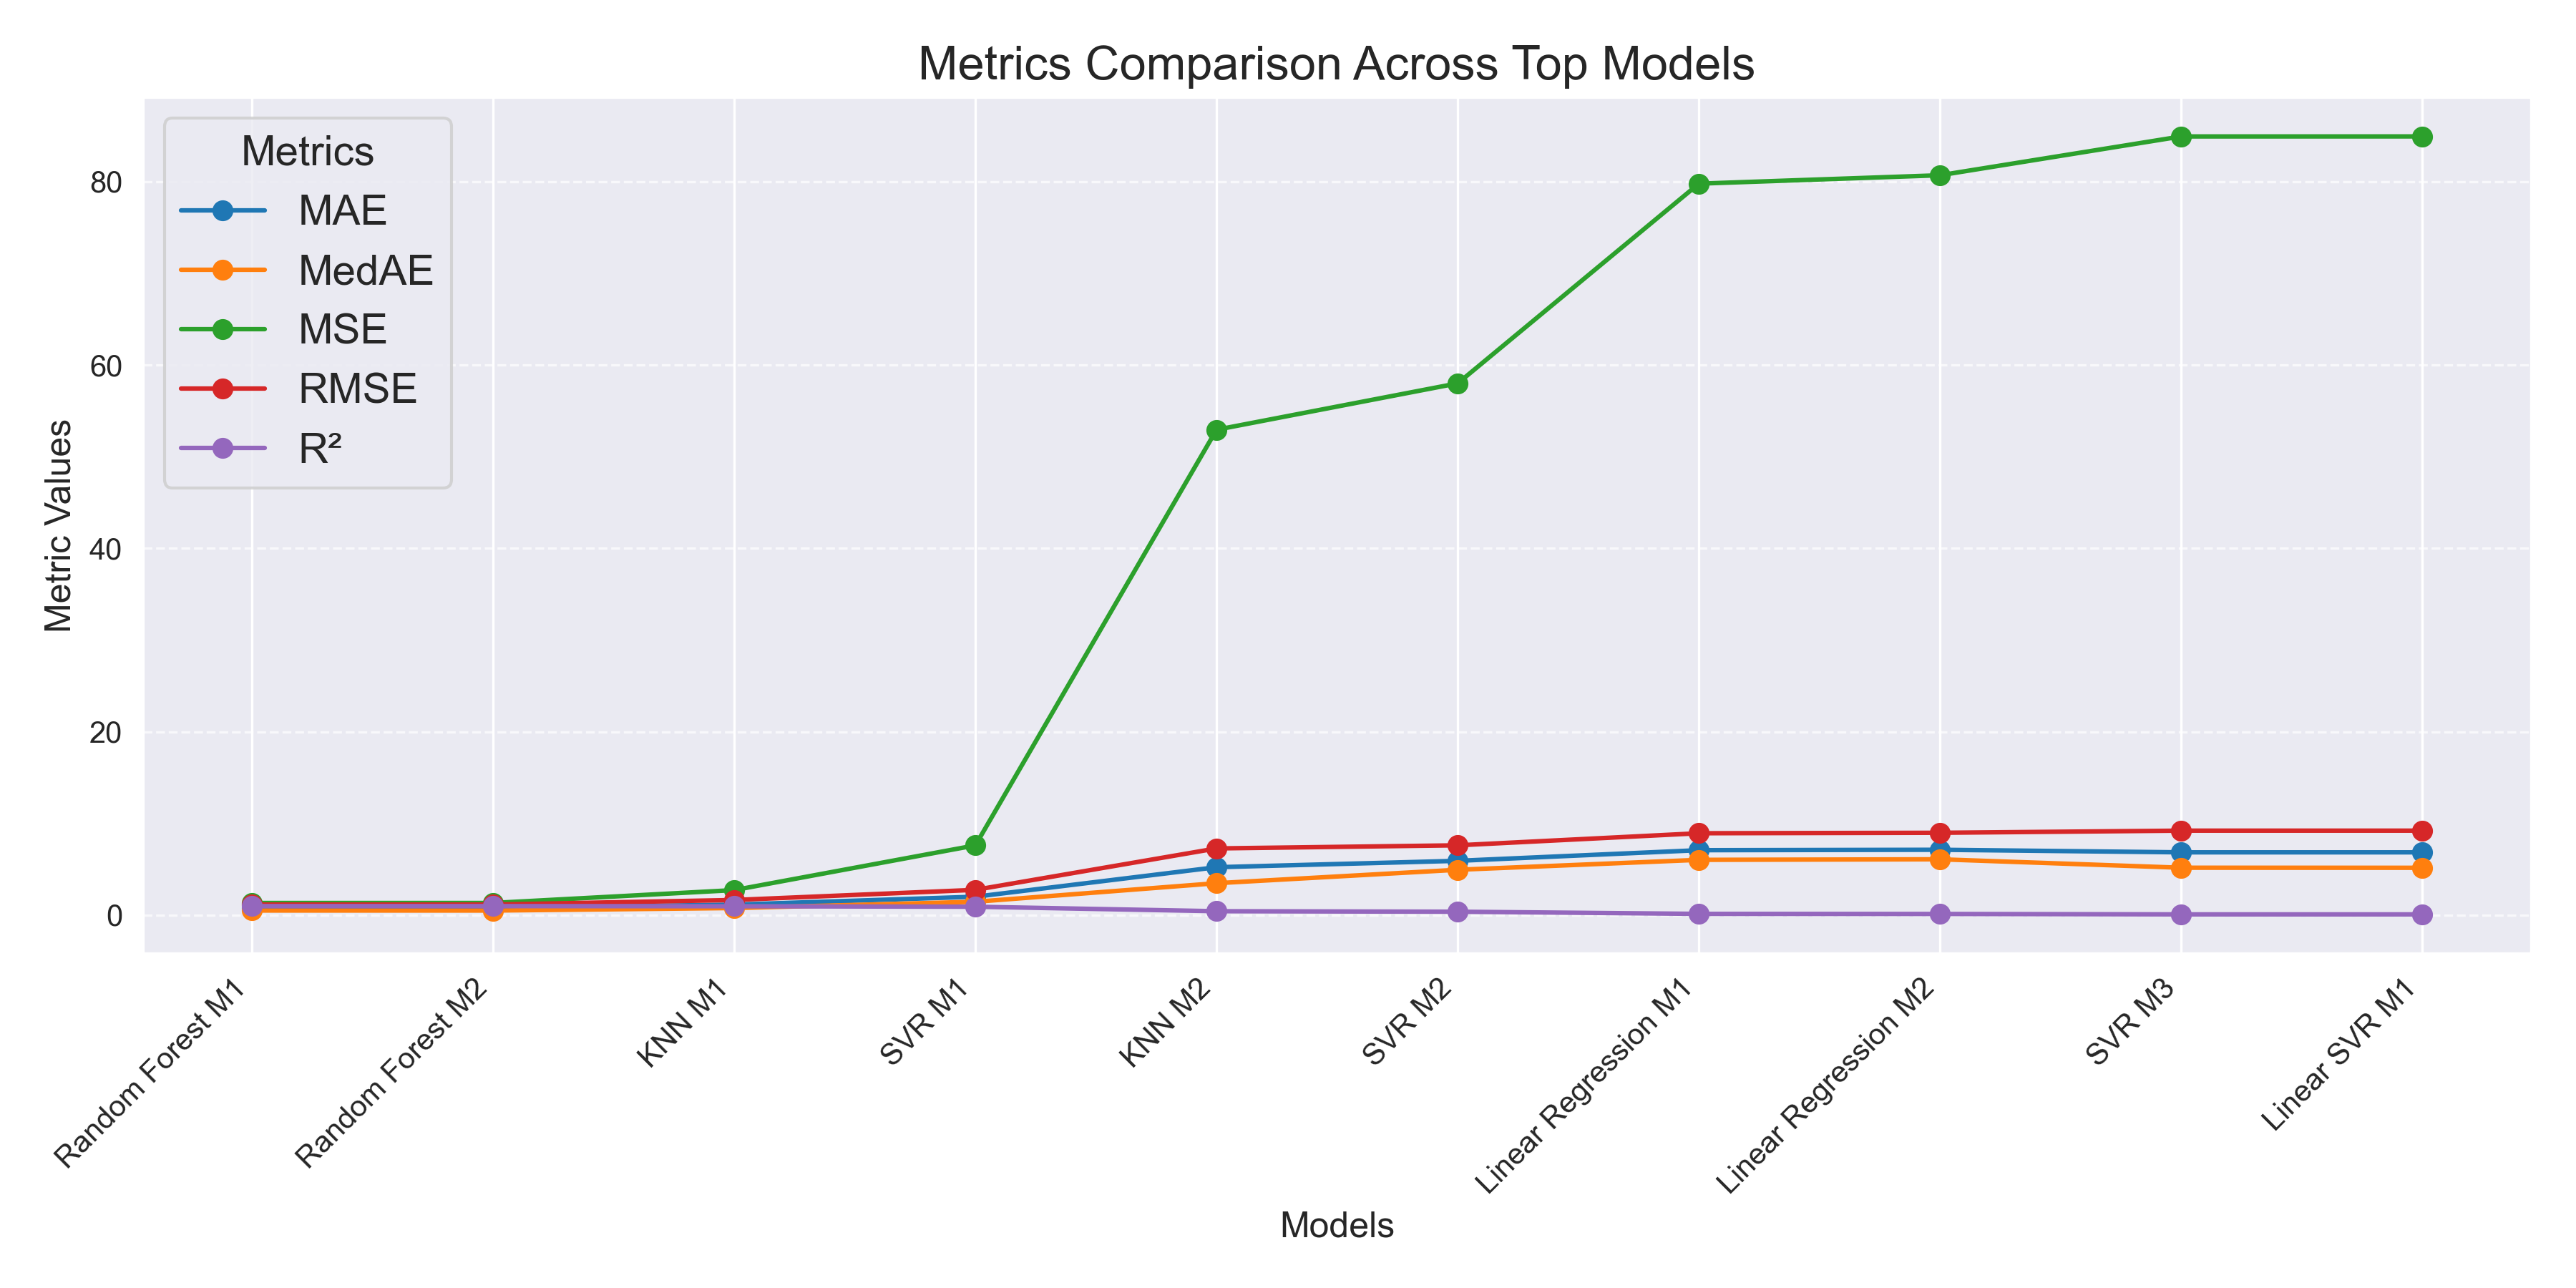 Metrics Comparison Across Top Models
Metrics
MAE
MedAE
MSE
RMSE
R²
Metric Values
80
60
40
20
0
Random Forest M1
Random Forest M2
KNN M1
SVR M1
KNN M2
SVR M2
Linear Regression M1
Linear Regression M2
SVR M3
Linear SVR M1
Models